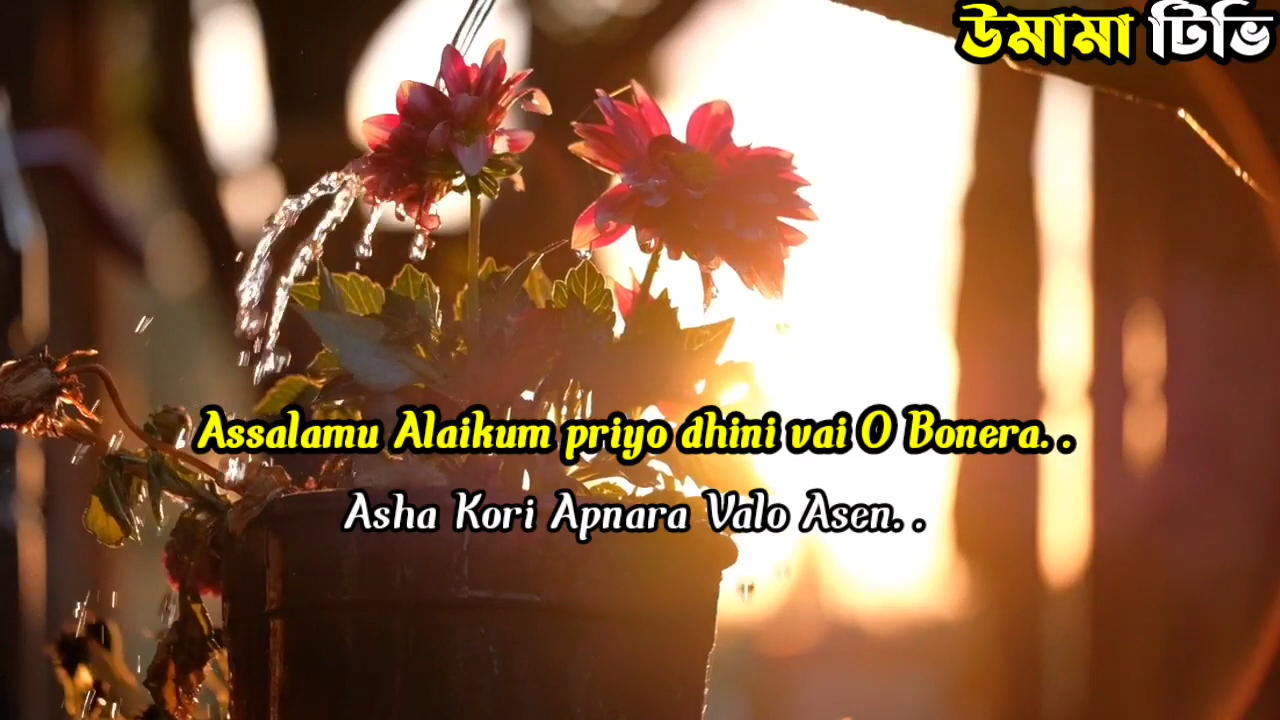 উমামা টিভি
Assalamu Alaikum priyo dhini vai O Bonera. .
Asha Kori Apnara Valo Asen. .